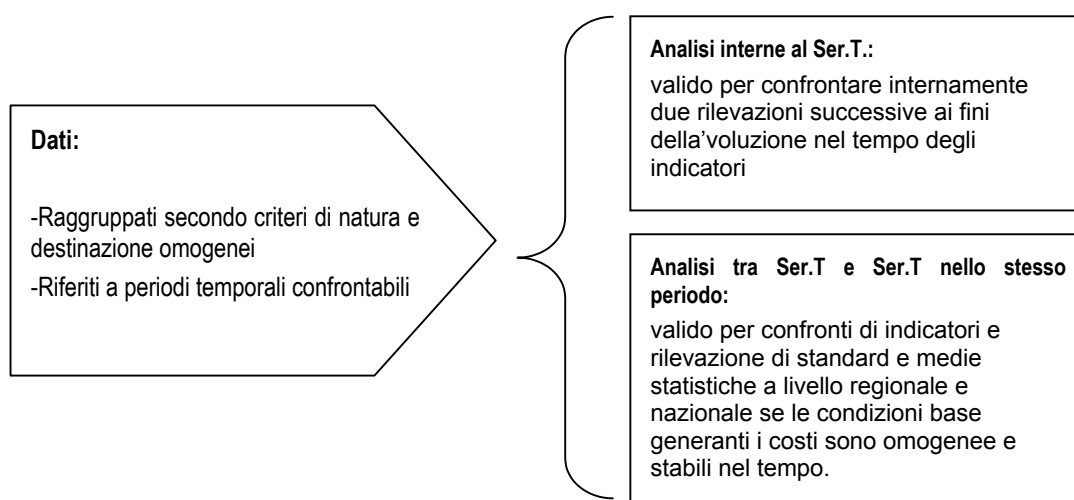 Dati:
-Raggruppati secondo criteri di natura e
destinazione omogenei
-Riferiti a periodi temporali confrontabili
Analisi interne al Ser.T.:
valido per confrontare internamente
due rilevazioni successive ai fini
della'voluzione nel tempo degli
indicatori
Analisi tra Ser.T e Ser.T nello stesso
periodo:
valido per confronti di indicatori e
rilevazione di standard e medie
statistiche a livello regionale e
nazionale se le condizioni base
generanti i costi sono omogenee e
stabili nel tempo.